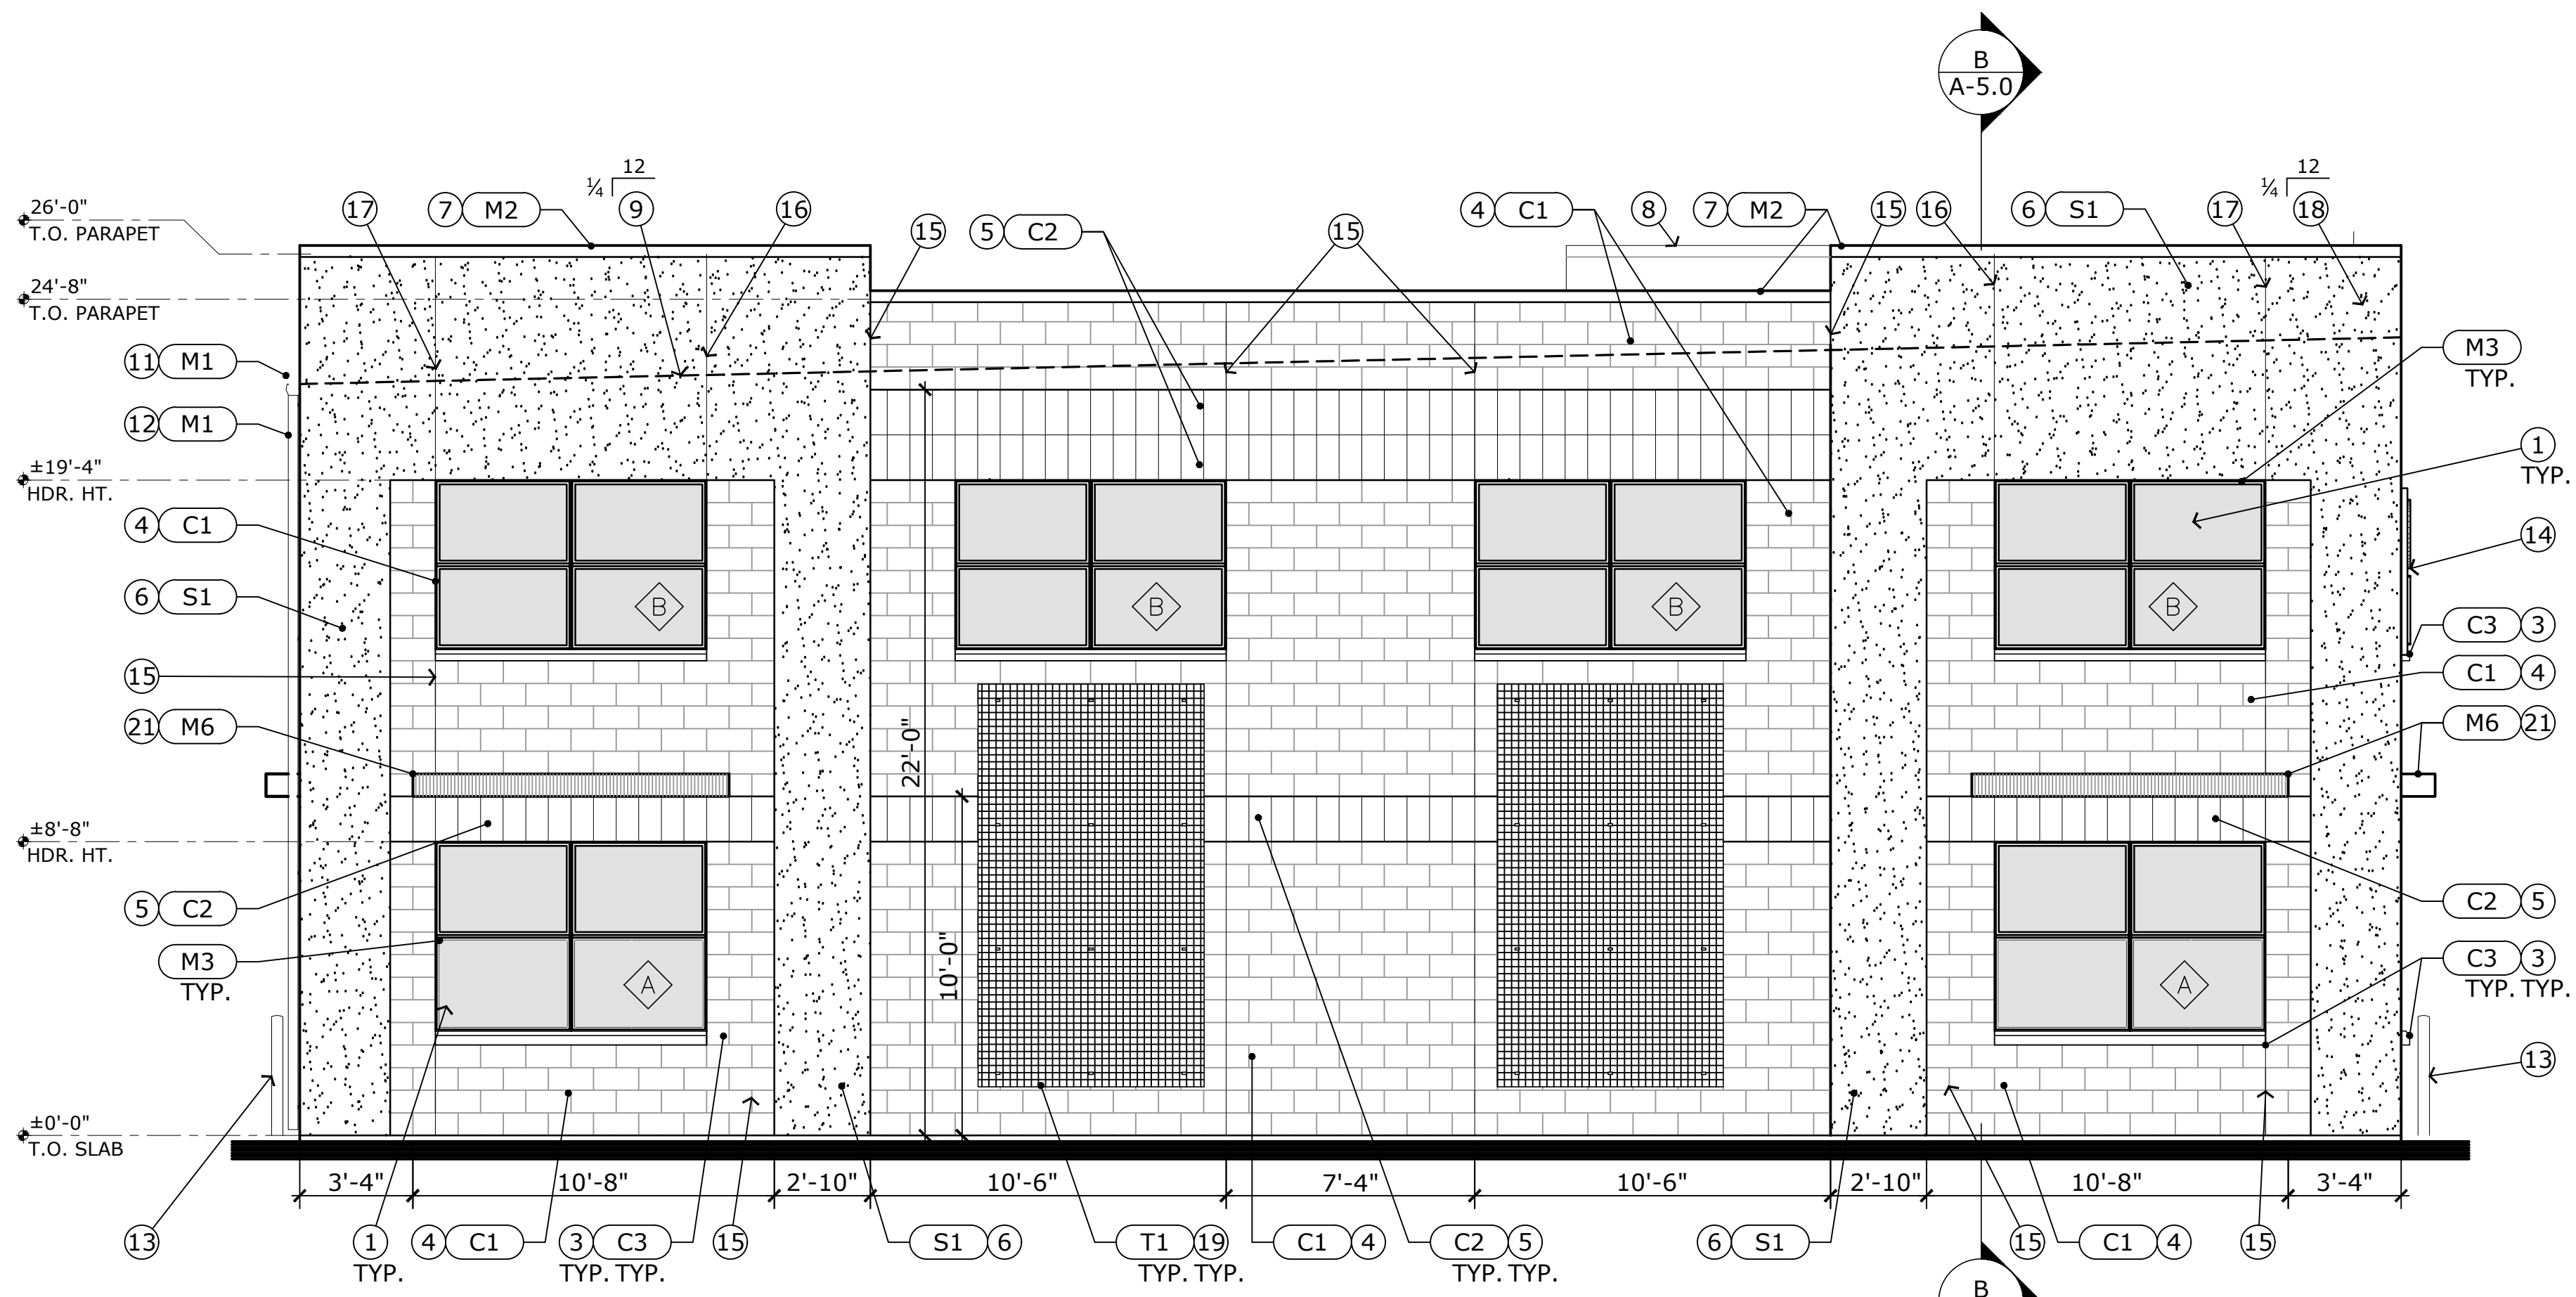 B
A-5.0
12
¼
12
¼
26'-0"
T.O. PARAPET
17
7 M2
9
16
15
5 C2
15
4 C1
8
7 M2
15
16
6 S1
17
18
24'-8"
T.O. PARAPET
11 M1
M3
TYP.
12 M1
1
TYP.
±19'-4"
HDR. HT.
4 C1
14
6 S1
B
B
B
B
C3 3
15
C1 4
21 M6
M6 21
22'-0"
±8'-8"
HDR. HT.
5 C2
C2 5
10'-0"
M3
TYP.
A
A
C3 3
TYP. TYP.
13
±0'-0"
T.O. SLAB
3'-4"
10'-8"
2'-10"
10'-6"
7'-4"
10'-6"
2'-10"
10'-8"
3'-4"
13
1
TYP.
4 C1
3 C3
TYP. TYP.
15
S1 6
T1 19
TYP. TYP.
C1 4
C2 5
TYP. TYP.
6 S1
15
C1 4
15
B